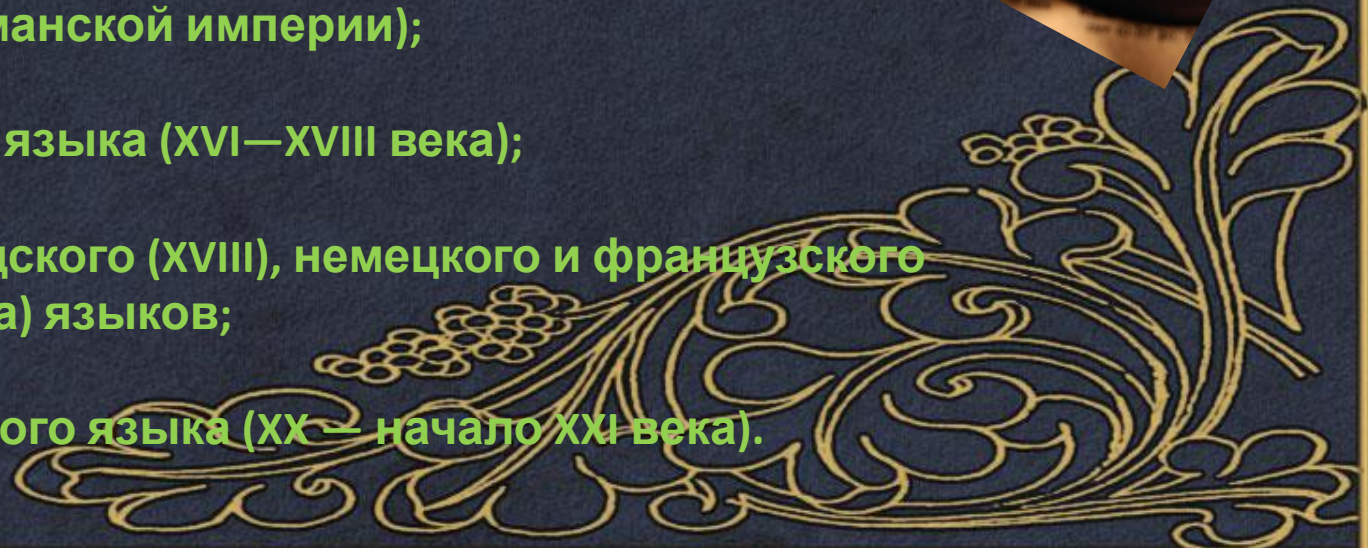 манской империи);
языка (XVI—XVIII века);
дского (XVIII), немецкого и французского
а) языков;
ого языка (XX — начало XXI века).